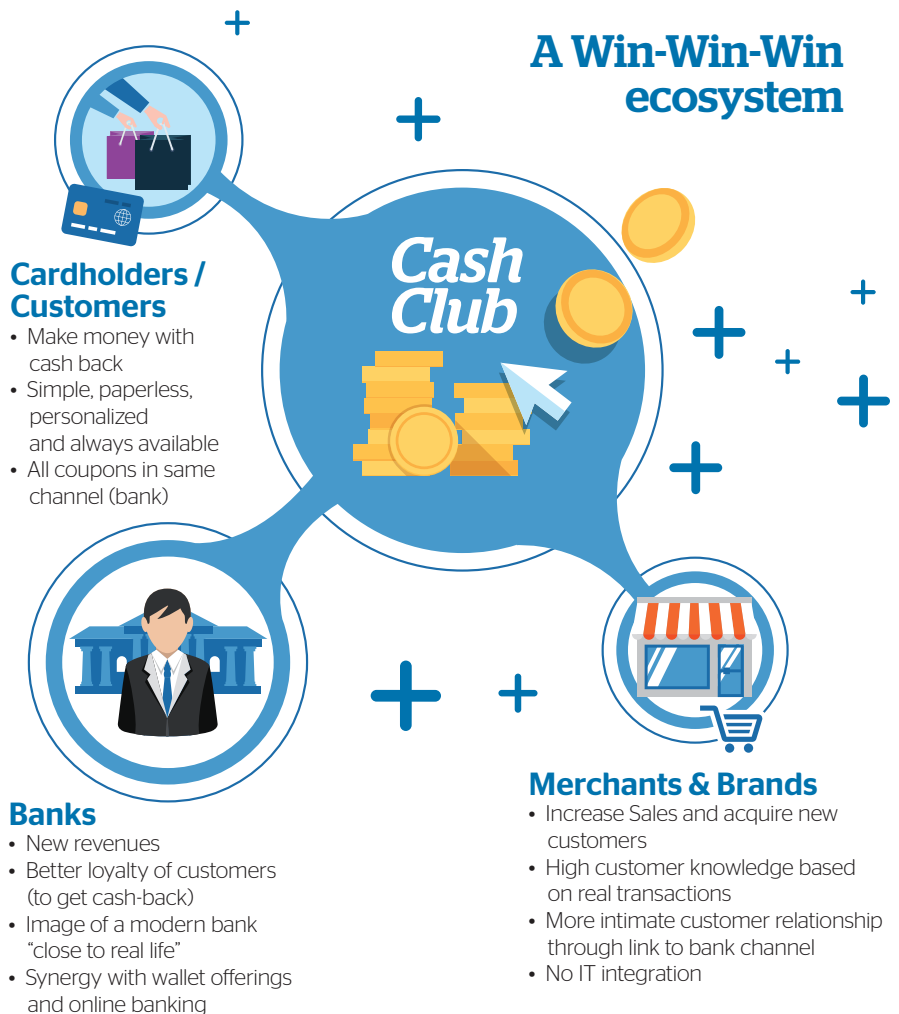 A Win-Win-Win
ecosystem
Cash
Club
Cardholders /
Customers
• Make money with
cash back
• Simple, paperless,
personalized
and always available
• All coupons in same
channel (bank)
Banks
• New revenues
• Better loyalty of customers
(to get cash-back)
• Image of a modern bank
“close to real life”
• Synergy with wallet offerings
and online banking
Merchants & Brands
• Increase Sales and acquire new
customers
• High customer knowledge based
on real transactions
• More intimate customer relationship
through link to bank channel
• No IT integration